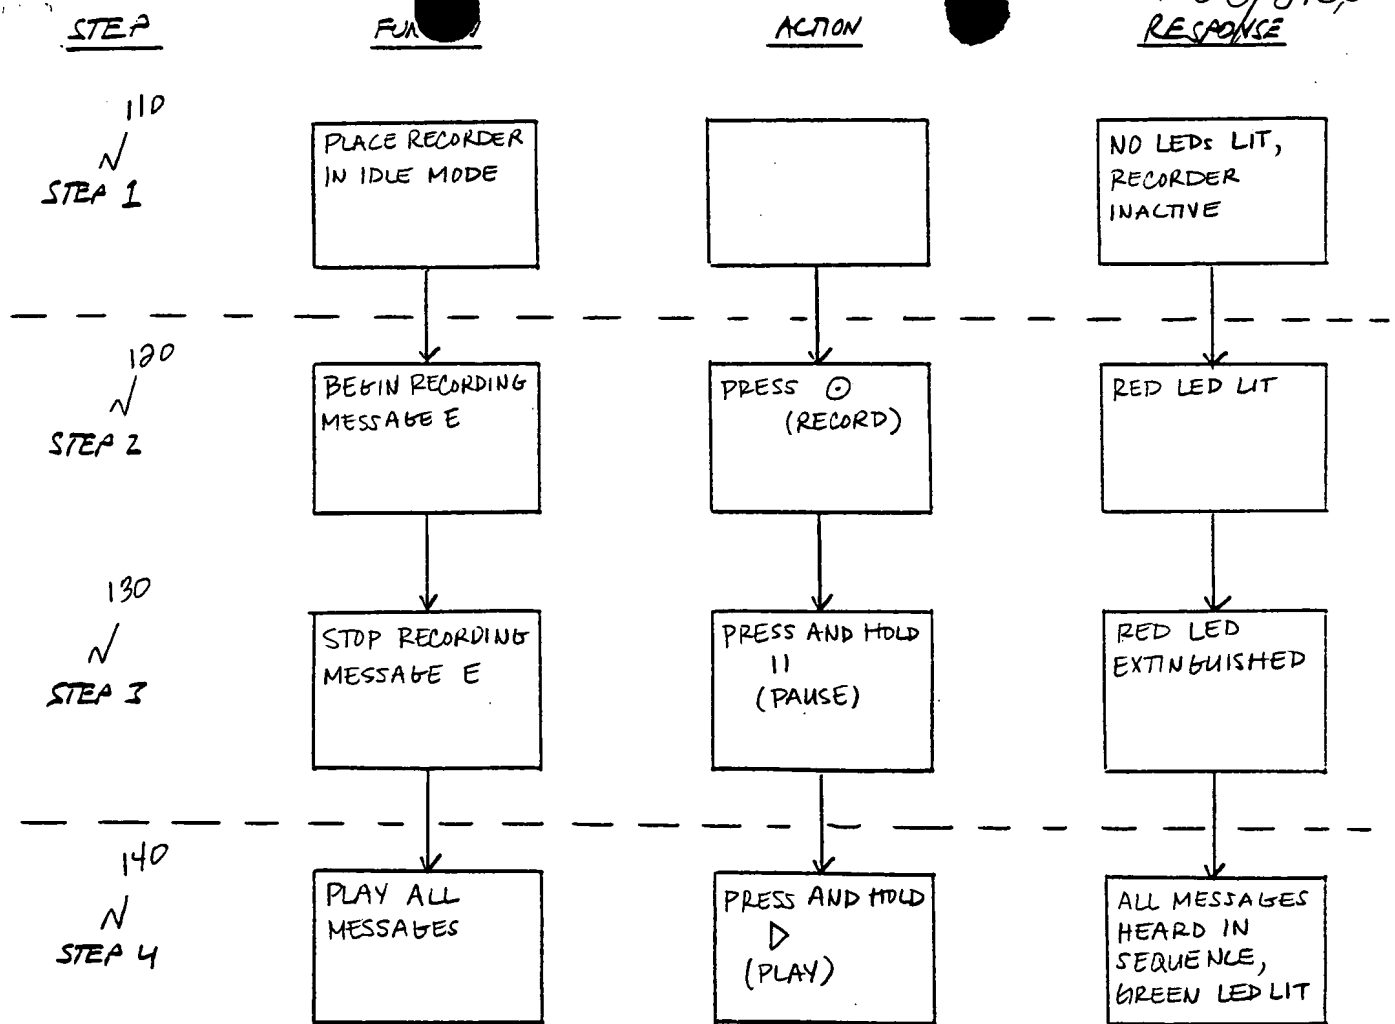 STEP ACTION RESPONSE
110
STEP 1
PLACE RECORDER
IN IDLE MODE
NO LEDs LIT,
RECORDER
INACTIVE
120
STEP 2
BEGIN RECORDING
MESSAGE E
PRESS ⊙
(RECORD)
RED LED LIT
130
STEP 3
STOP RECORDING
MESSAGE E
PRESS AND HOLD
||
(PAUSE)
RED LED
EXTINGUISHED
140
STEP 4
PLAY ALL
MESSAGES
PRESS AND HOLD
▷
(PLAY)
ALL MESSAGES
HEARD IN
SEQUENCE,
GREEN LED LIT